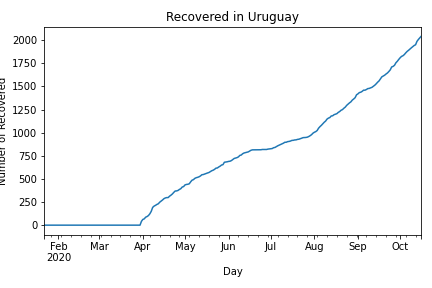 Recovered in Uruguay
Number of Recovered
2000
1750
1500
1250
1000
750
500
250
0
Feb Mar Apr May Jun Jul Aug Sep Oct
2020
Day